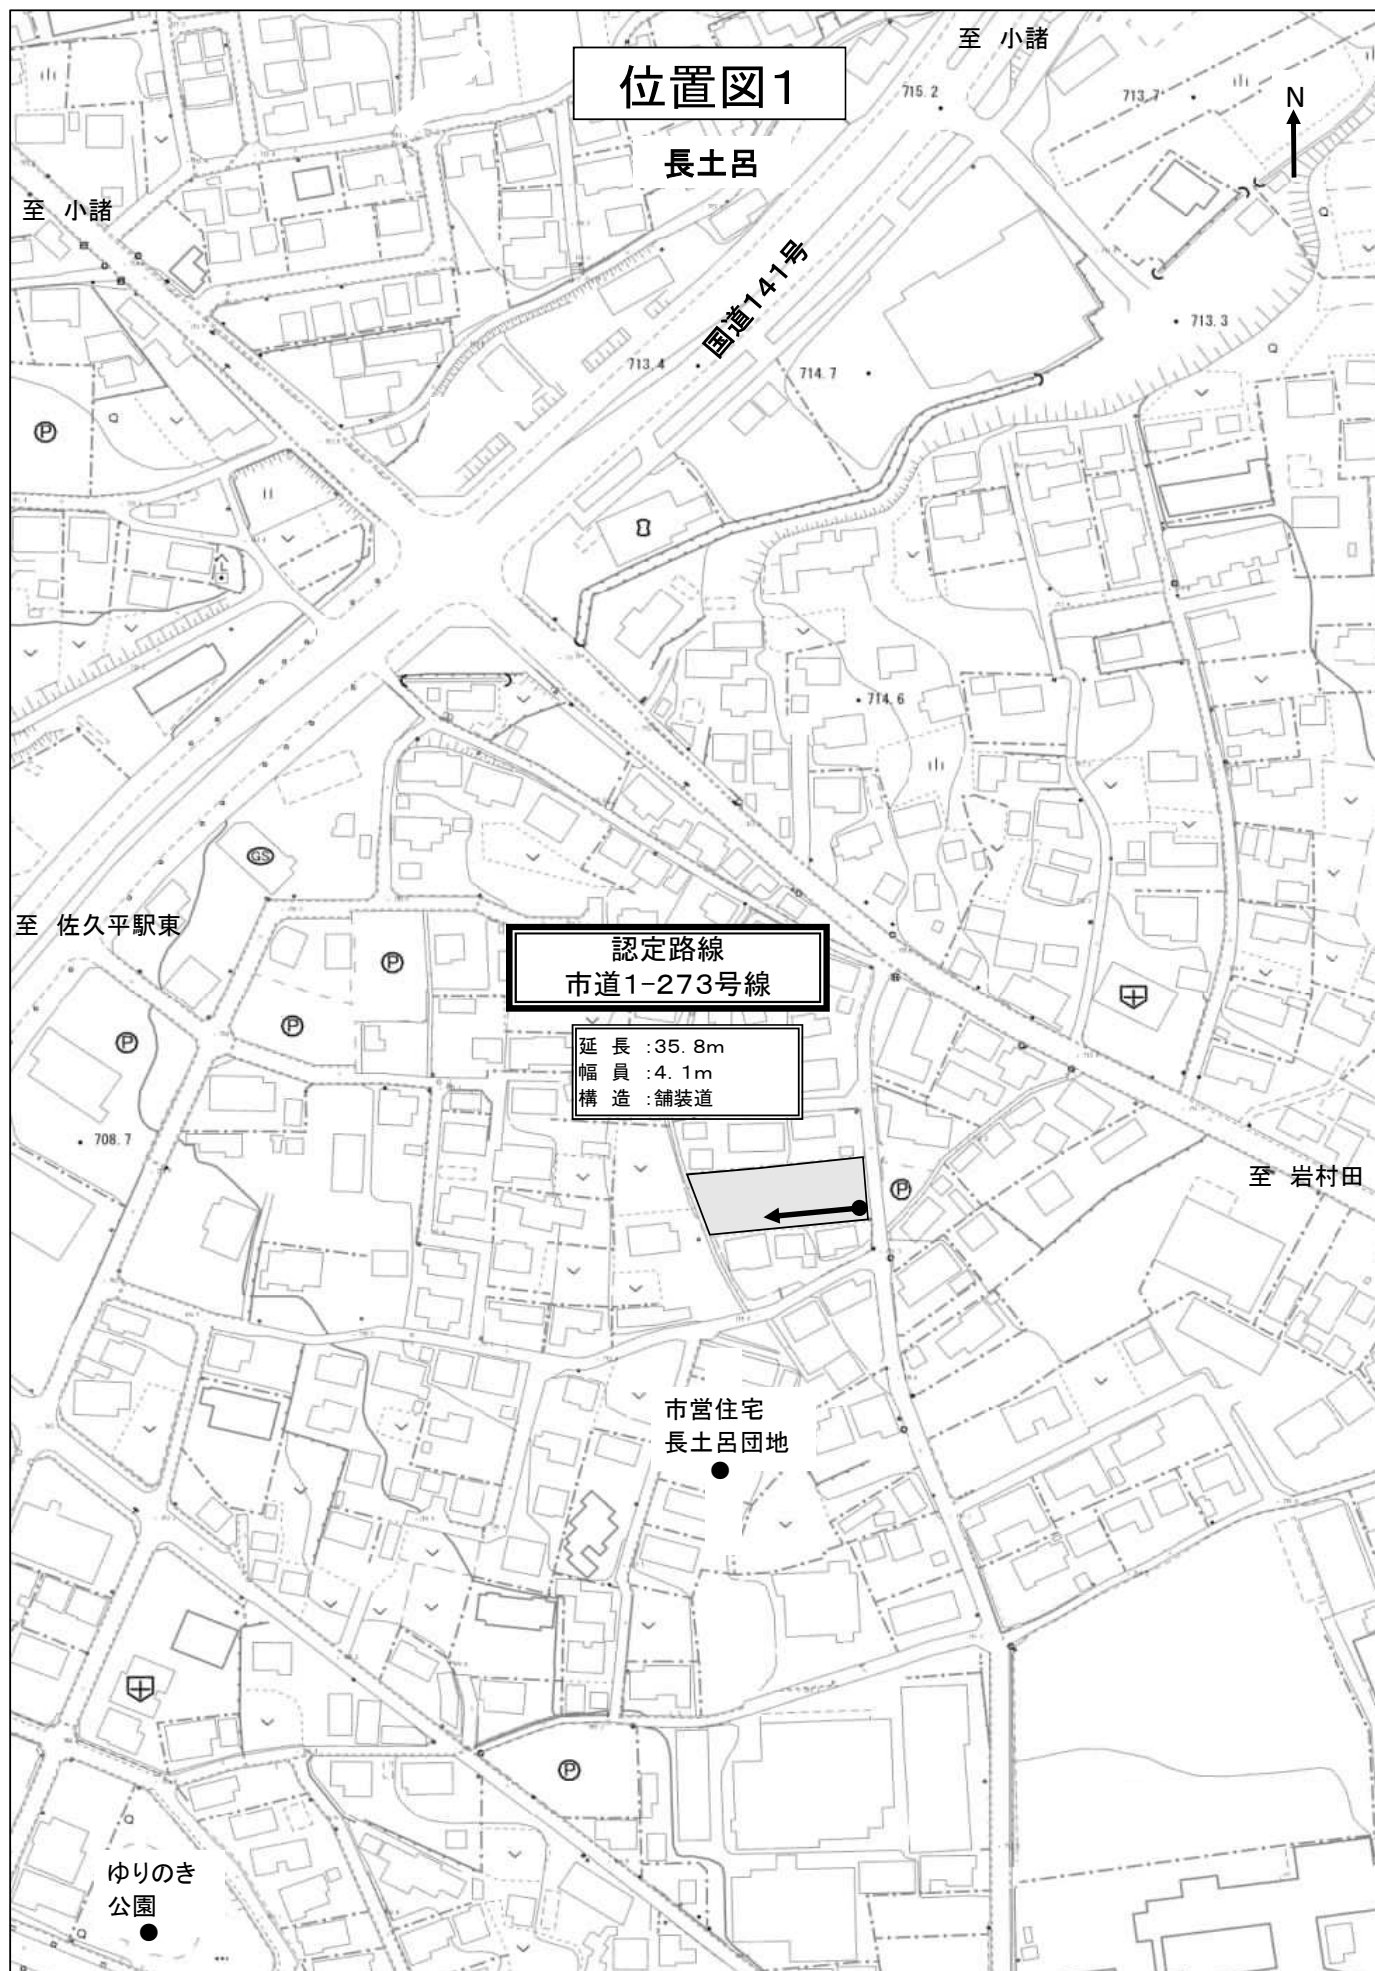 至 小諸
位置図1
715.2
713.7
N
長土呂
至 小諸
国道141号
713.3
713.4
714.7
P
714.6
GS
至 佐久平駅東
認定路線
市道1-273号線
P
P
P
延 長 :35.8m
幅 員 :4.1m
構 造 :舗装道
708.7
至 岩村田
P
市営住宅
長土呂団地
P
ゆりのき
公園